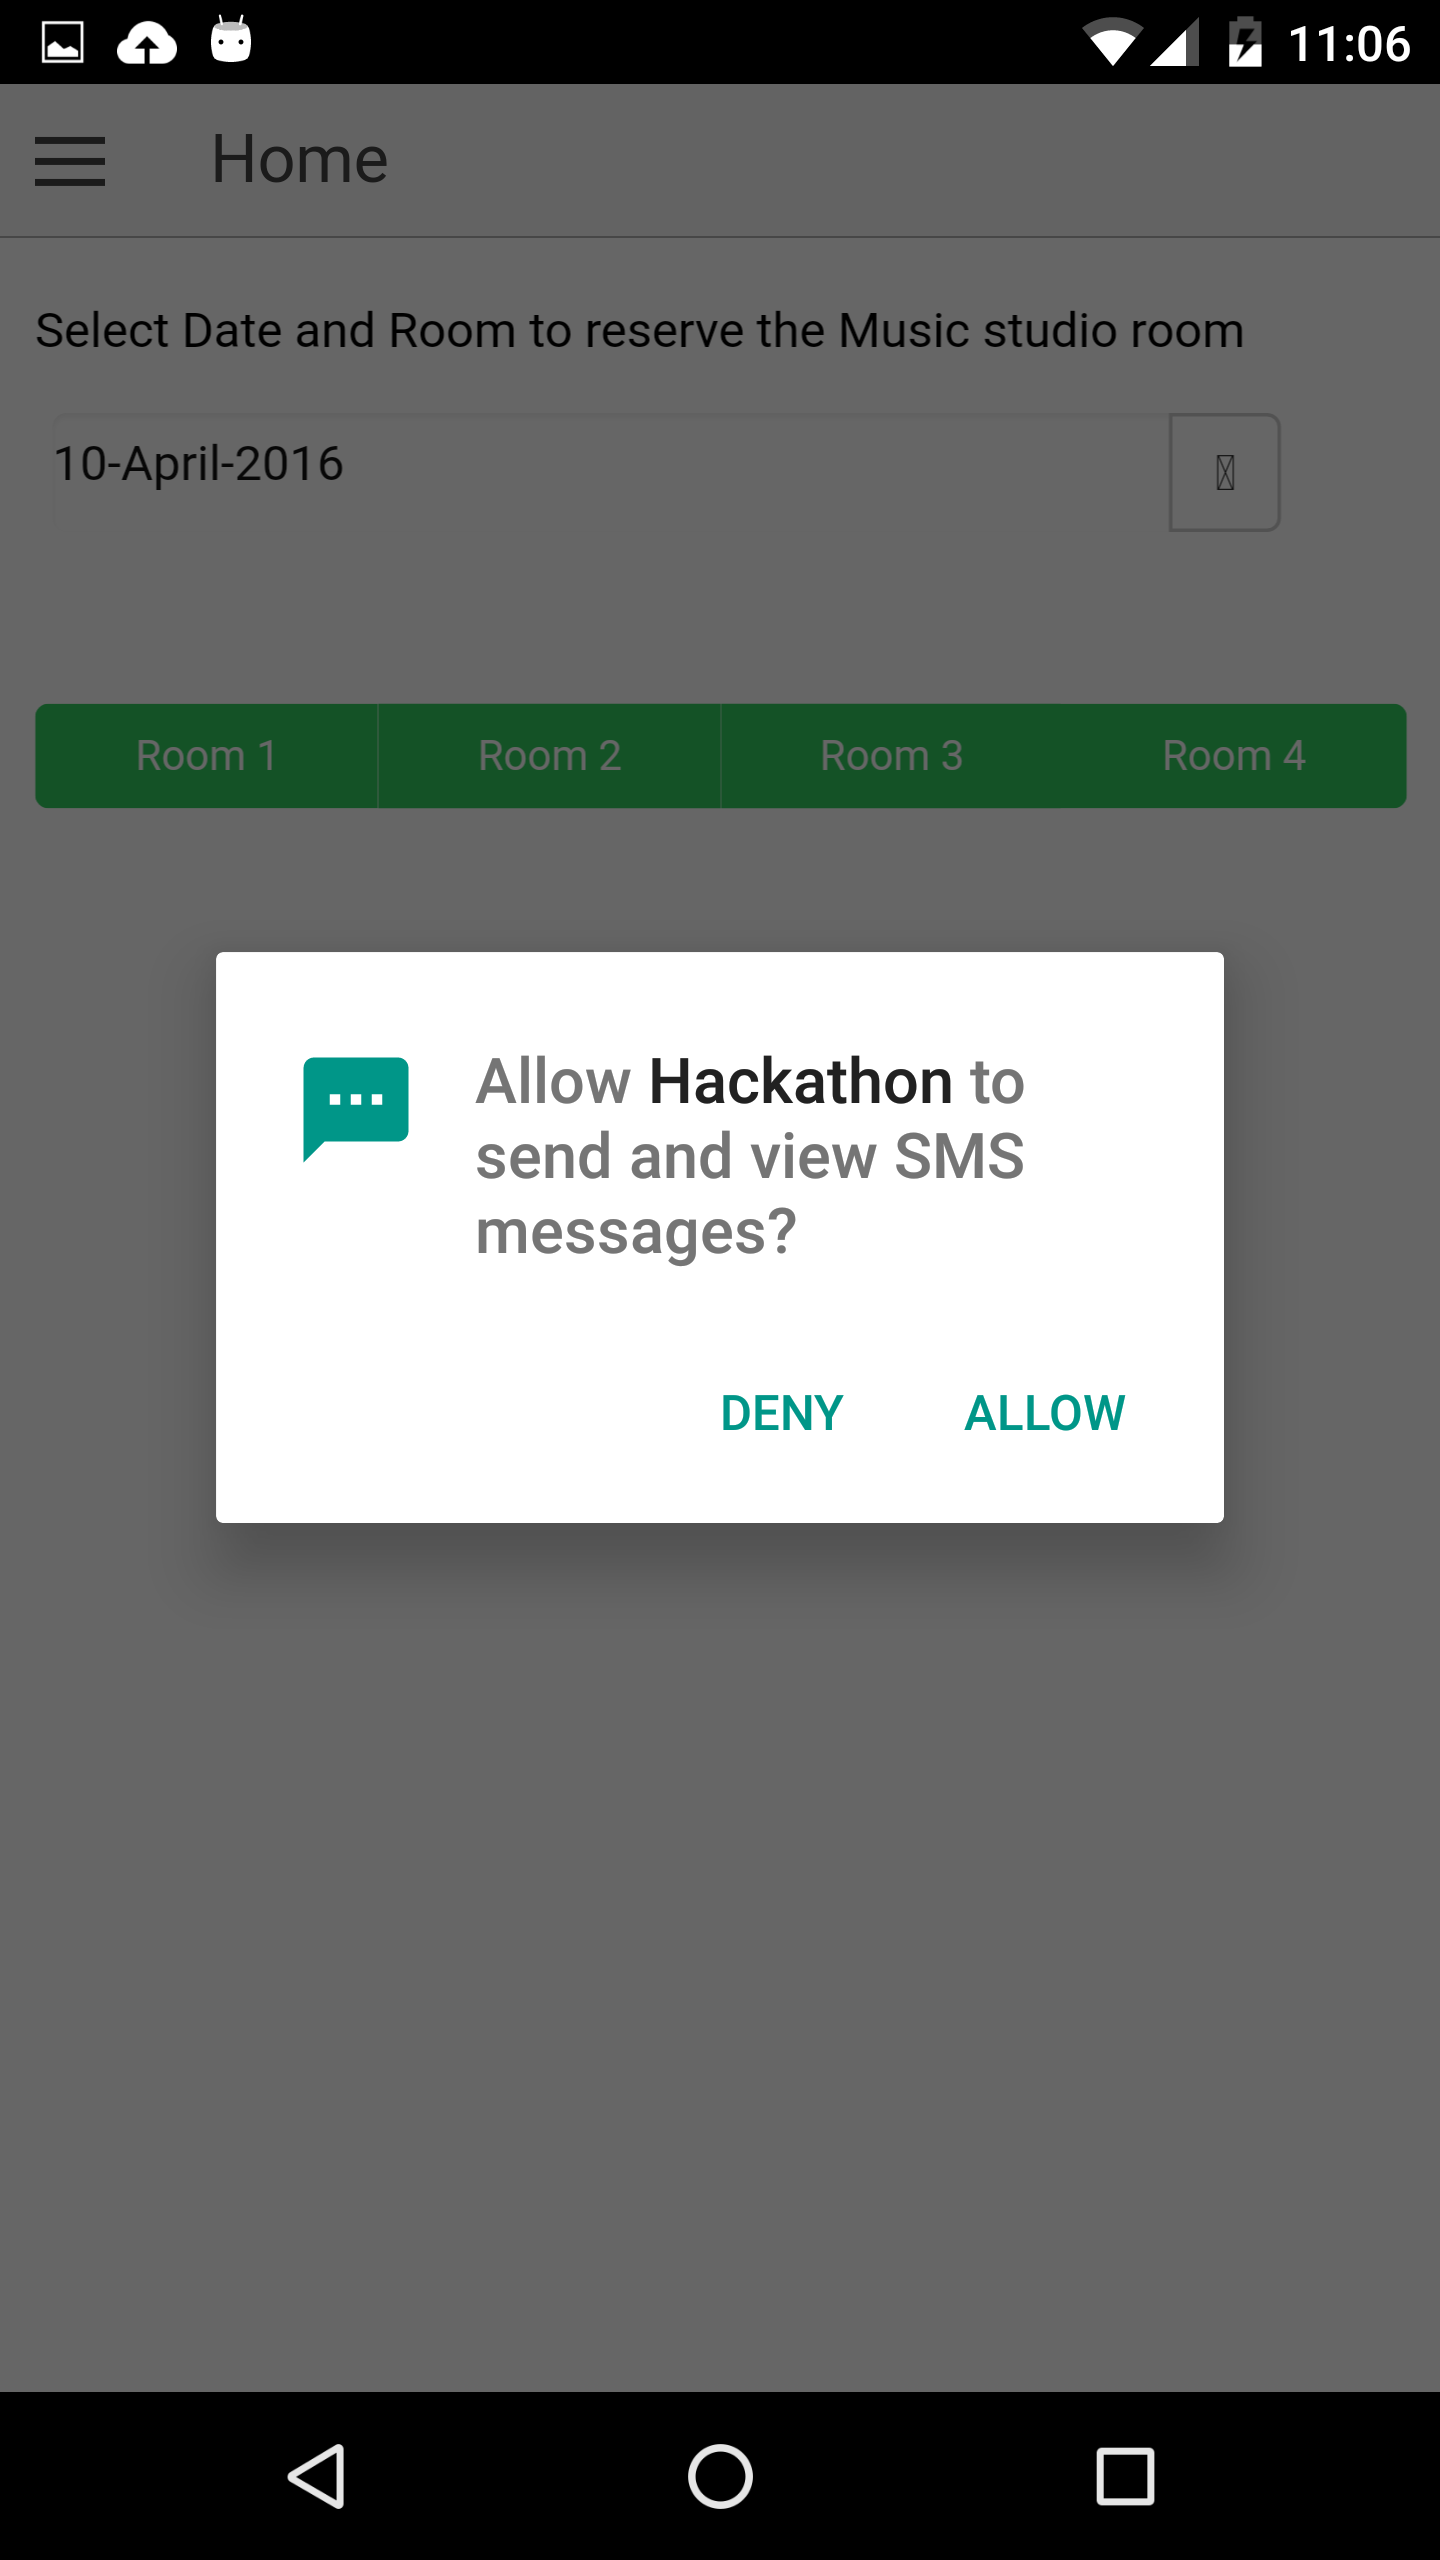 11:06
Home
Select Date and Room to reserve the Music studio room
10-April-2016
Room 1 Room 2 Room 3 Room 4
Allow Hackathon to
send and view SMS
messages?
DENY ALLOW